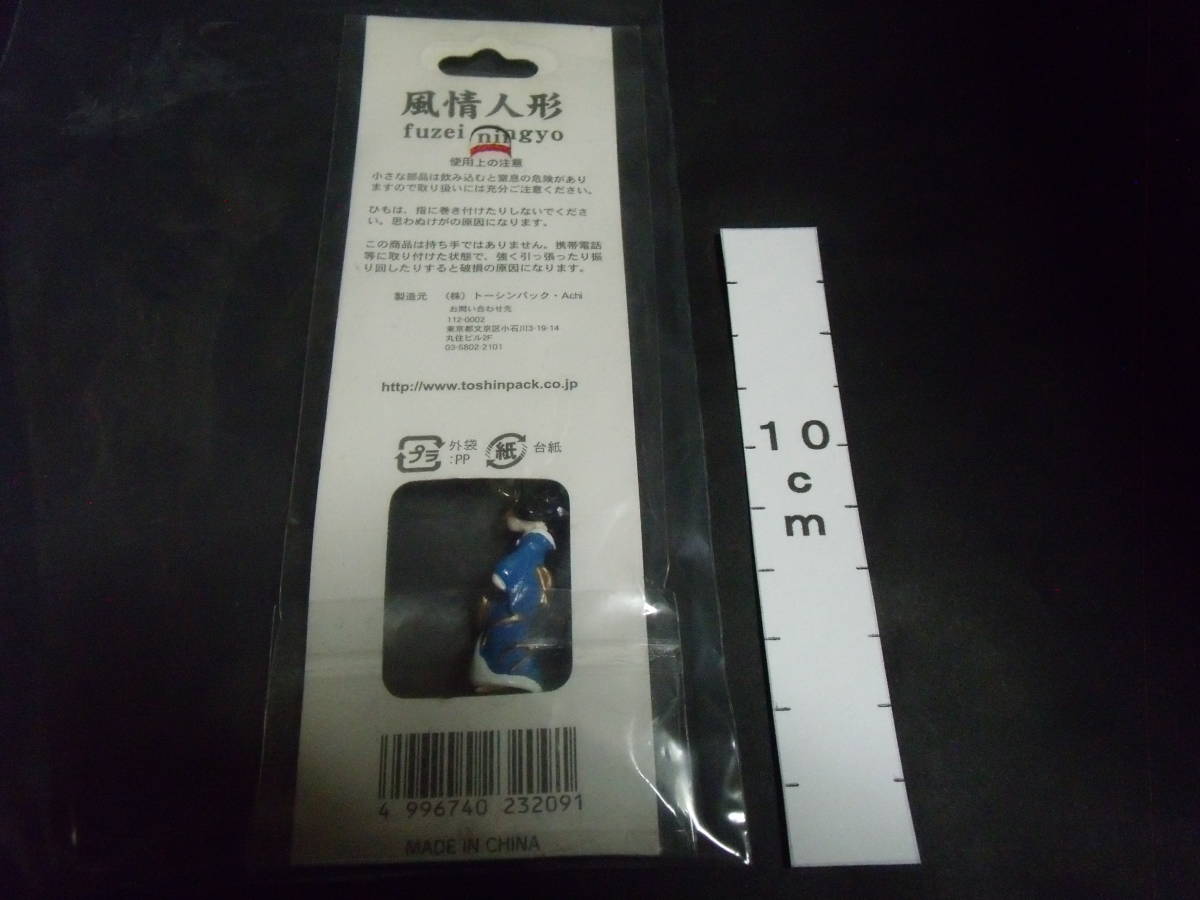 風情人形
fuzei ningyo
使用上の注意
小さな部品は飲み込むと窒息の危険があり
ますので取り扱いには充分ご注意ください。
ひもは、指に巻き付けたりしないでくださ
い。思わぬけがの原因になります。
この商品は持ち手ではありません。携帯電話
等に取り付けた状態で、強く引っ張ったり振
り回したりすると破損の原因になります。
製造元 （株）トーシンパック・Achi
お問い合わせ先
112-0002
東京都文京区小石川3-19-14
丸住ビル2F
03-5802-2101
http://www.toshinpack.co.jp
プラ 外袋 紙 台紙
:PP
4 996740 232091
MADE IN CHINA
10
c
m